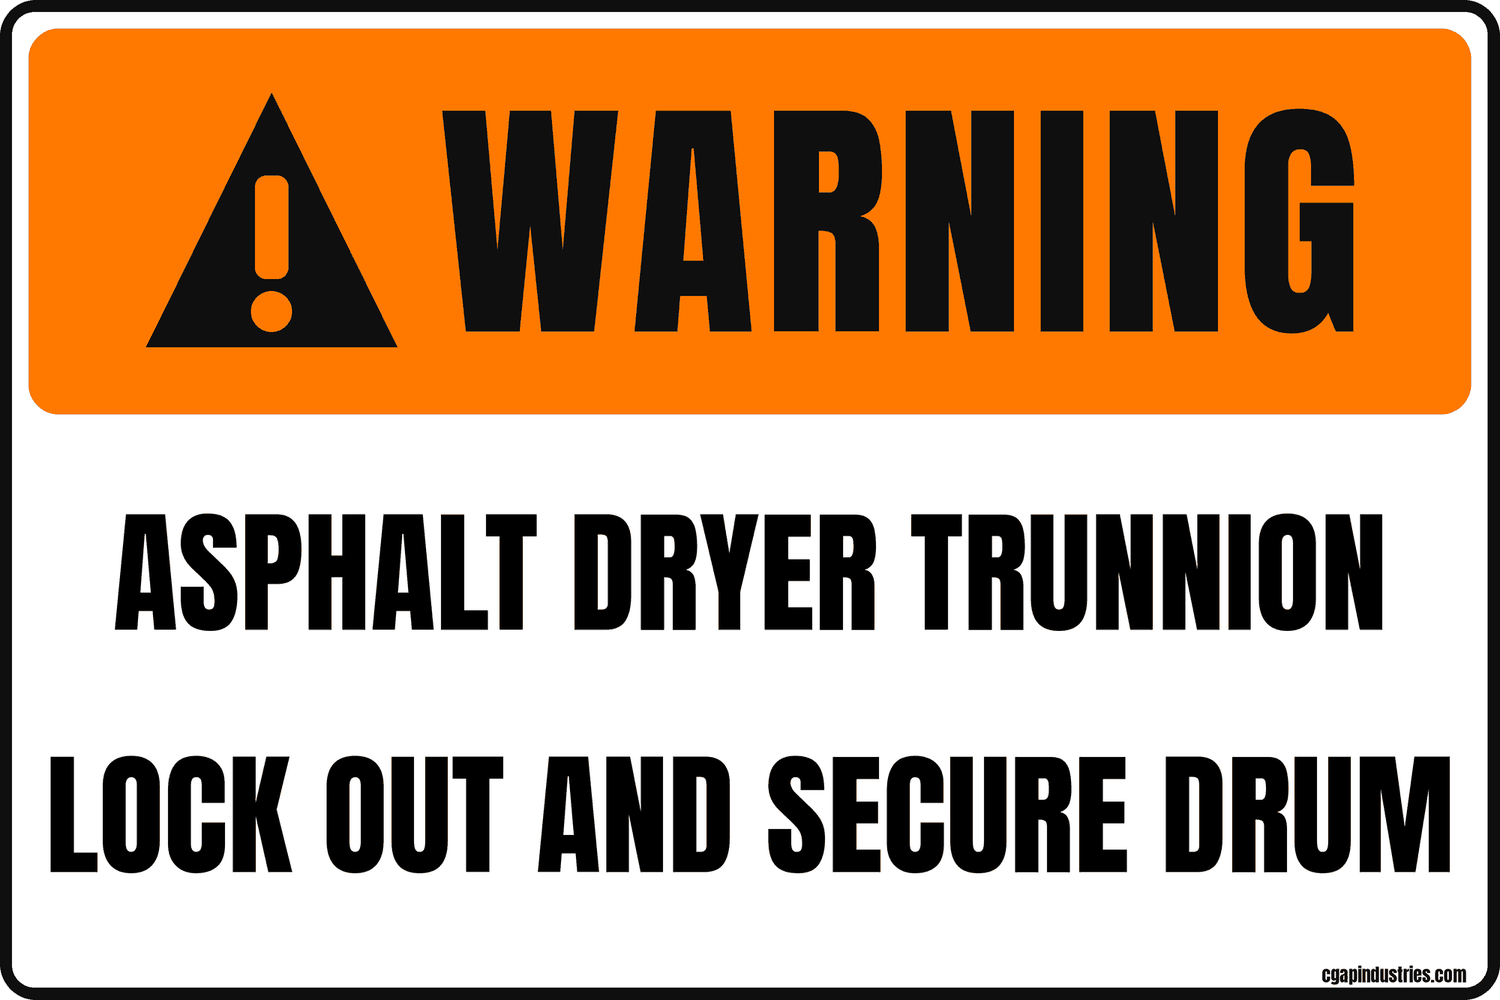 WARNING
ASPHALT DRYER TRUNNION
LOCK OUT AND SECURE DRUM
cgapindustries.com